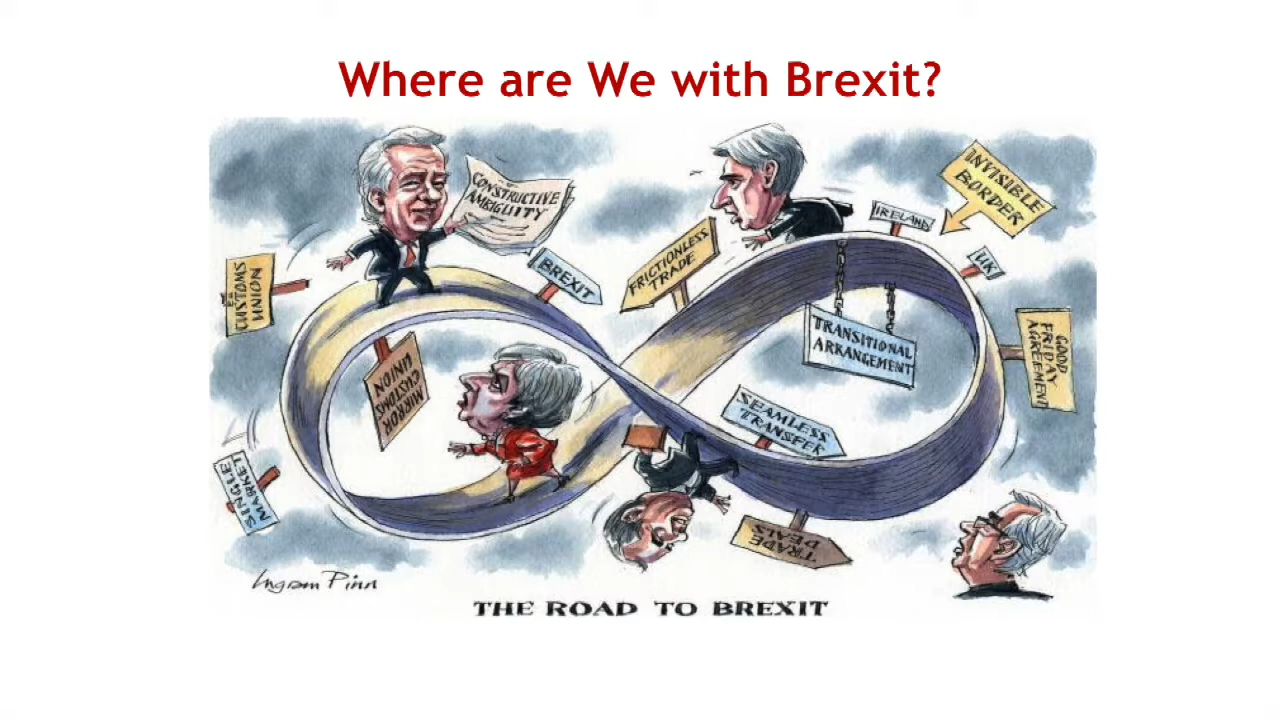 Where are We with Brexit?
CONSTRUCTIVE
AMBIGUITY
INVISIBLE
BORDER
IRELAND
FRICTIONLESS
TRADE
BREXIT
UK
CUSTOMS
UNION
TRANSITIONAL
ARRANGEMENT
GOOD
FRIDAY
AGREEMENT
MIRROR
CUSTOMS
UNION
SEAMLESS
TRANSFER
SINGLE
MARKET
TRADE
DEALS
Ingram Pinn
THE ROAD TO BREXIT